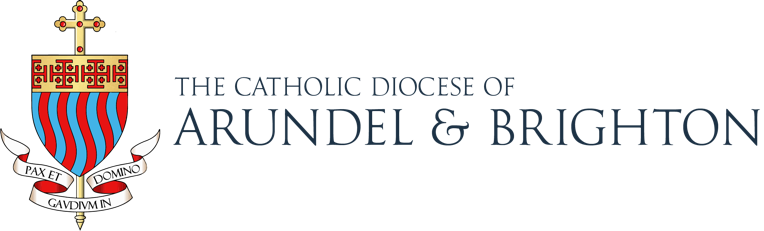 THE CATHOLIC DIOCESE OF
ARUNDEL & BRIGHTON
PAX ET
GAVDIVM IN
DOMINO